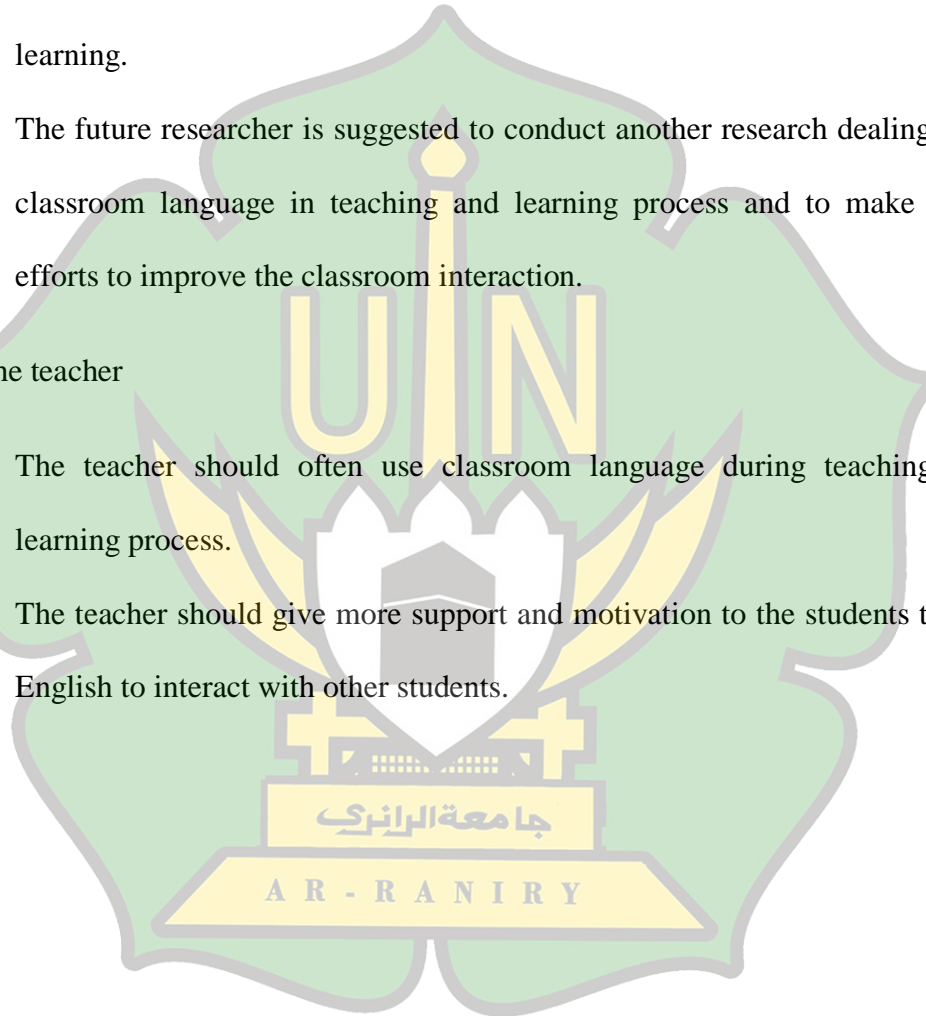 learning.
The future researcher is suggested to conduct another research dealing
classroom language in teaching and learning process and to make
efforts to improve the classroom interaction.
he teacher
The teacher should often use classroom language during teaching
learning process.
The teacher should give more support and motivation to the students t
English to interact with other students.
UIN
جامعةالرانري
AR-RANIRY